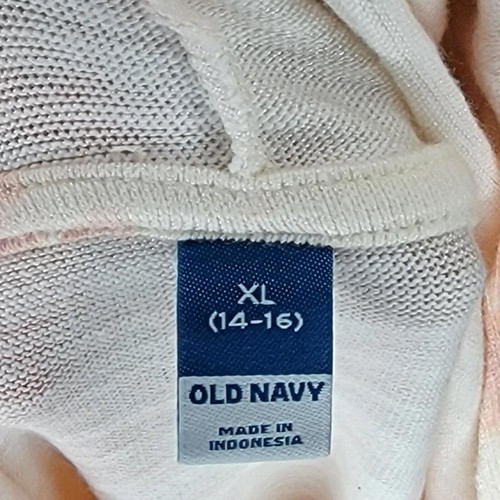 XL
(14-16)
OLD NAVY
MADE IN
INDONESIA